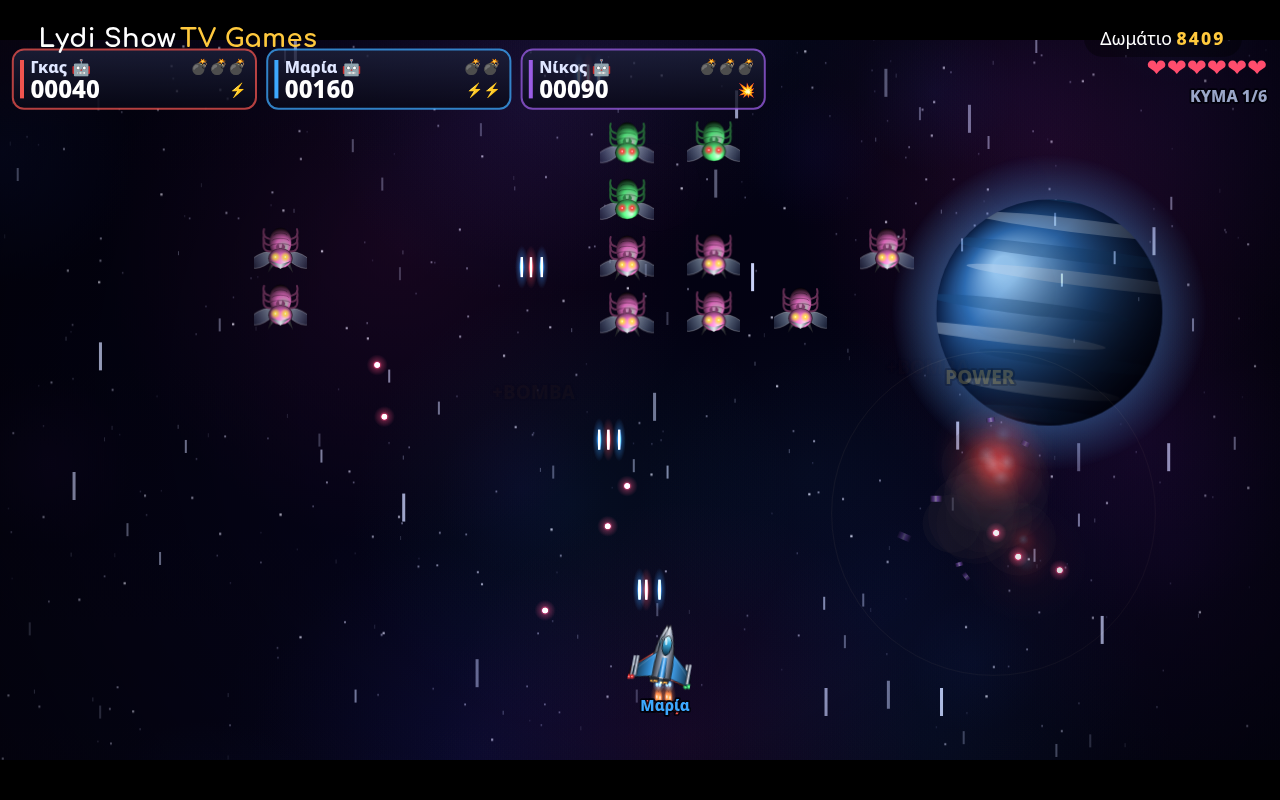 Lydi Show TV Games
Δωμάτιο 8409
Γκας
00040
Μαρία
00160
Νίκος
00090
ΚΥΜΑ 1/6
POWER
+BOMBA
Μαρία